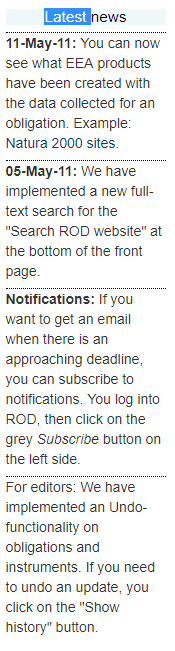 Latest news
11-May-11: You can now
see what EEA products
have been created with
the data collected for an
obligation. Example:
Natura 2000 sites.
05-May-11: We have
implemented a new full-
text search for the
"Search ROD website" at
the bottom of the front
page.
Notifications: If you
want to get an email
when there is an
approaching deadline,
you can subscribe to
notifications. You log into
ROD, then click on the
grey Subscribe button on
the left side.
For editors: We have
implemented an Undo-
functionality on
obligations and
instruments. If you need
to undo an update, you
click on the "Show
history" button.